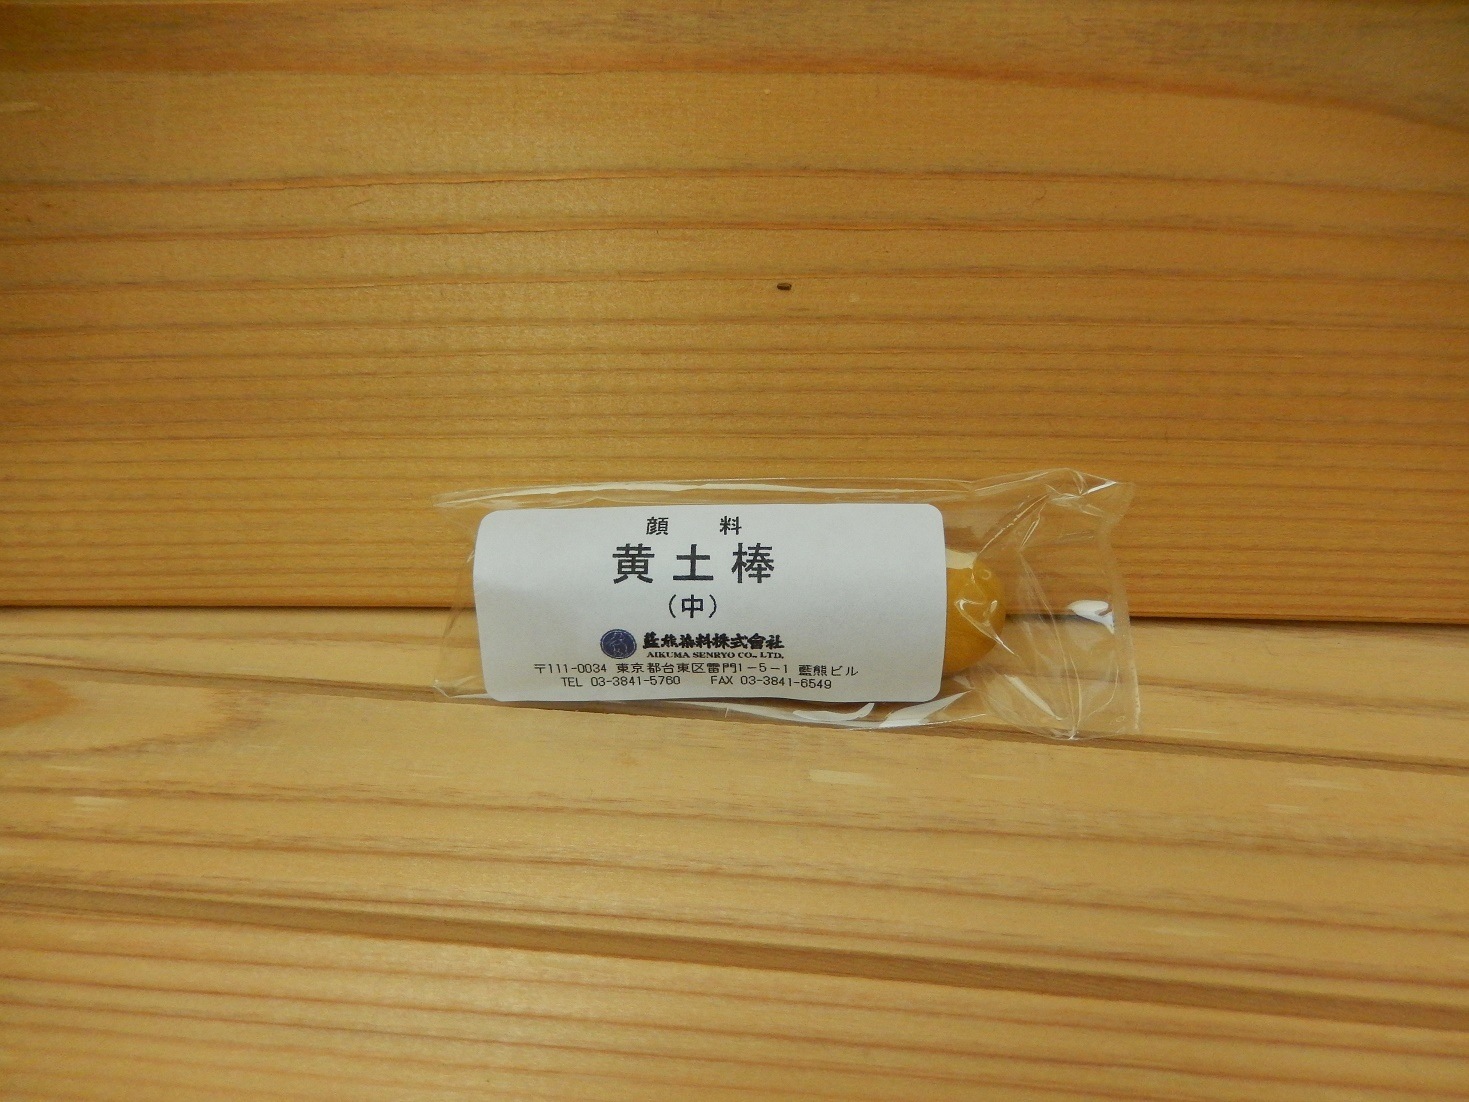 顔 料
黄土棒
(中)
藍熊染料株式會社
AIKUMA SENRYO CO., LTD.
〒111-0034 東京都台東区雷門1-5-1 藍熊ビル
TEL 03-3841-5760 FAX 03-3841-6549